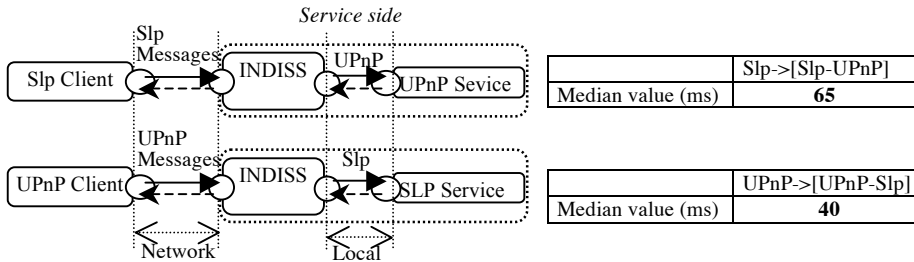 Service side
Slp
Messages
INDISS
UPnP
Slp Client
UPnP Sevice
Slp->[Slp-UPnP]
Median value (ms) 65
UPnP
Messages
INDISS
Slp
UPnP Client
SLP Service
UPnP->[UPnP-Slp]
Median value (ms) 40
Network
Local